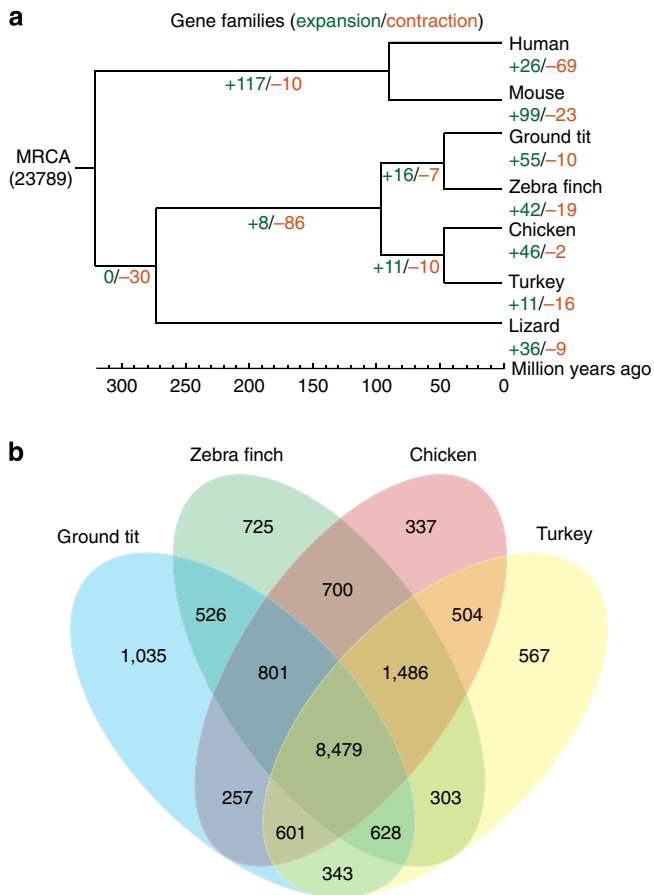 a
Gene families (expansion/contraction)
Human
+26/–69
+117/–10
Mouse
+99/–23
Ground tit
+55/–10
MRCA
(23789)
+16/–7
Zebra finch
+42/–19
+8/–86
Chicken
+46/–2
+11/–10
0/–30
Turkey
+11/–16
Lizard
+36/–9
Million years ago
300 250 200 150 100 50 0
b
Zebra finch Chicken
Ground tit Turkey
725 337
700
526 504
1,035 801 1,486 567
8,479
257 303
601 628
343